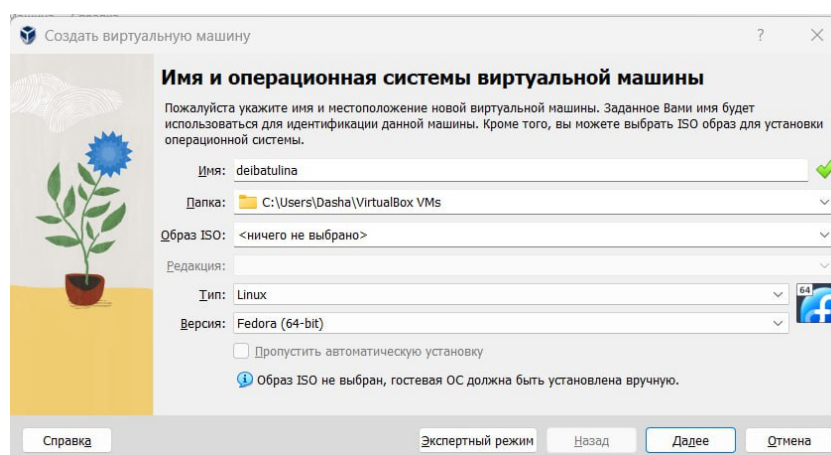 Создать виртуальную машину
?
Имя и операционная системы виртуальной машины
Пожалуйста укажите имя и местоположение новой виртуальной машины. Заданное Вами имя будет
использоваться для идентификации данной машины. Кроме того, вы можете выбрать ISO образ для установки
операционной системы.
Имя: deibatulina
Папка: C:\Users\Dasha\VirtualBox VMs
Образ ISO: <ничего не выбрано>
Редакция:
Тип: Linux
64
Версия: Fedora (64-bit)
Пропустить автоматическую установку
Образ ISO не выбран, гостевая ОС должна быть установлена вручную.
Справка Экспертный режим Назад Далее Отмена